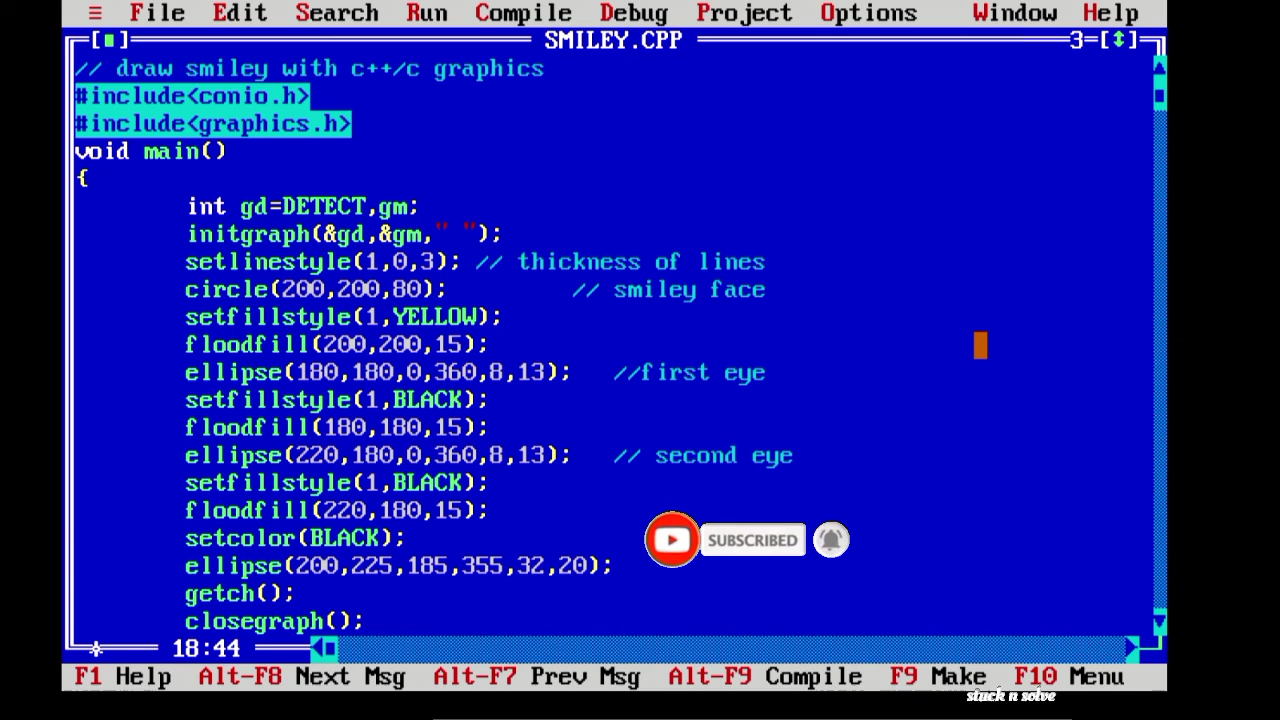 ≡ File Edit Search Run Compile Debug Project Options Window Help
[■] SMILEY.CPP 3=[↕]
// draw smiley with c++/c graphics
#include<conio.h>
#include<graphics.h>
void main()
{
int gd=DETECT,gm;
initgraph(&gd,&gm," ");
setlinestyle(1,0,3); // thickness of lines
circle(200,200,80); // smiley face
setfillstyle(1,YELLOW);
floodfill(200,200,15);
ellipse(180,180,0,360,8,13); //first eye
setfillstyle(1,BLACK);
floodfill(180,180,15);
ellipse(220,180,0,360,8,13); // second eye
setfillstyle(1,BLACK);
floodfill(220,180,15);
setcolor(BLACK);
SUBSCRIBED
ellipse(200,225,185,355,32,20);
getch();
closegraph();
18:44
F1 Help Alt-F8 Next Msg Alt-F7 Prev Msg Alt-F9 Compile F9 Make F10 Menu
stuck n solve